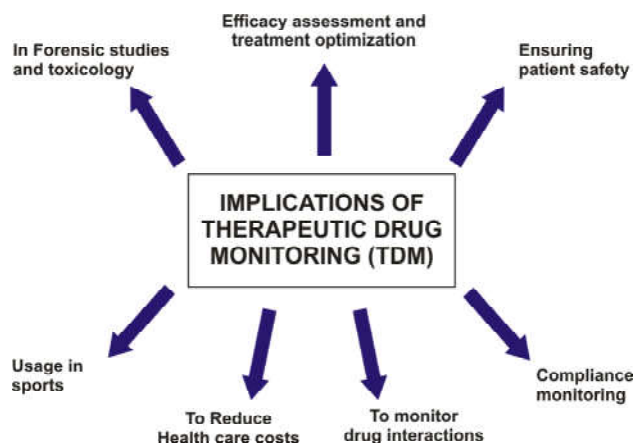 Efficacy assessment and
treatment optimization
In Forensic studies
and toxicology
Ensuring
patient safety
IMPLICATIONS OF
THERAPEUTIC DRUG
MONITORING (TDM)
Usage in
sports
To Reduce
Health care costs
To monitor
drug interactions
Compliance
monitoring